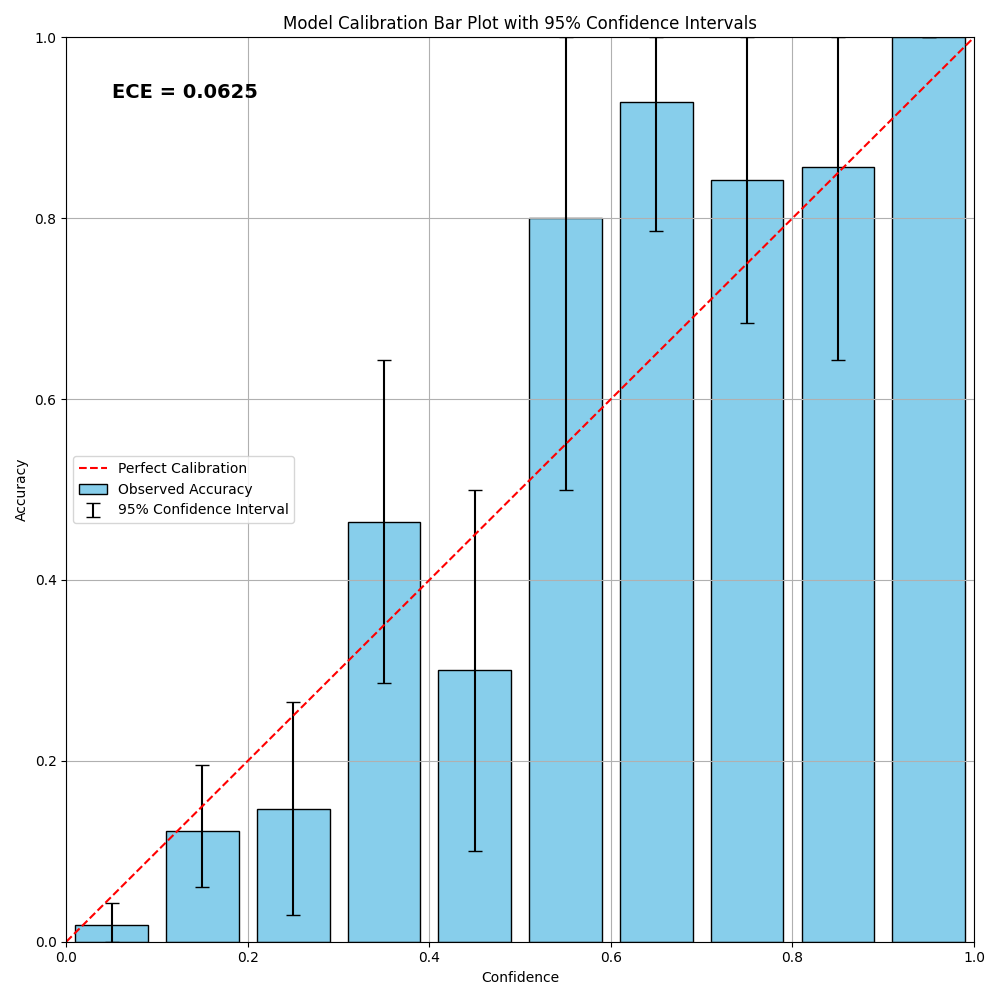 Model Calibration Bar Plot with 95% Confidence Intervals
ECE = 0.0625
1.0
0.8
0.6
0.4
0.2
0.0
Accuracy
Perfect Calibration
Observed Accuracy
95% Confidence Interval
0.0 0.2 0.4 0.6 0.8 1.0
Confidence